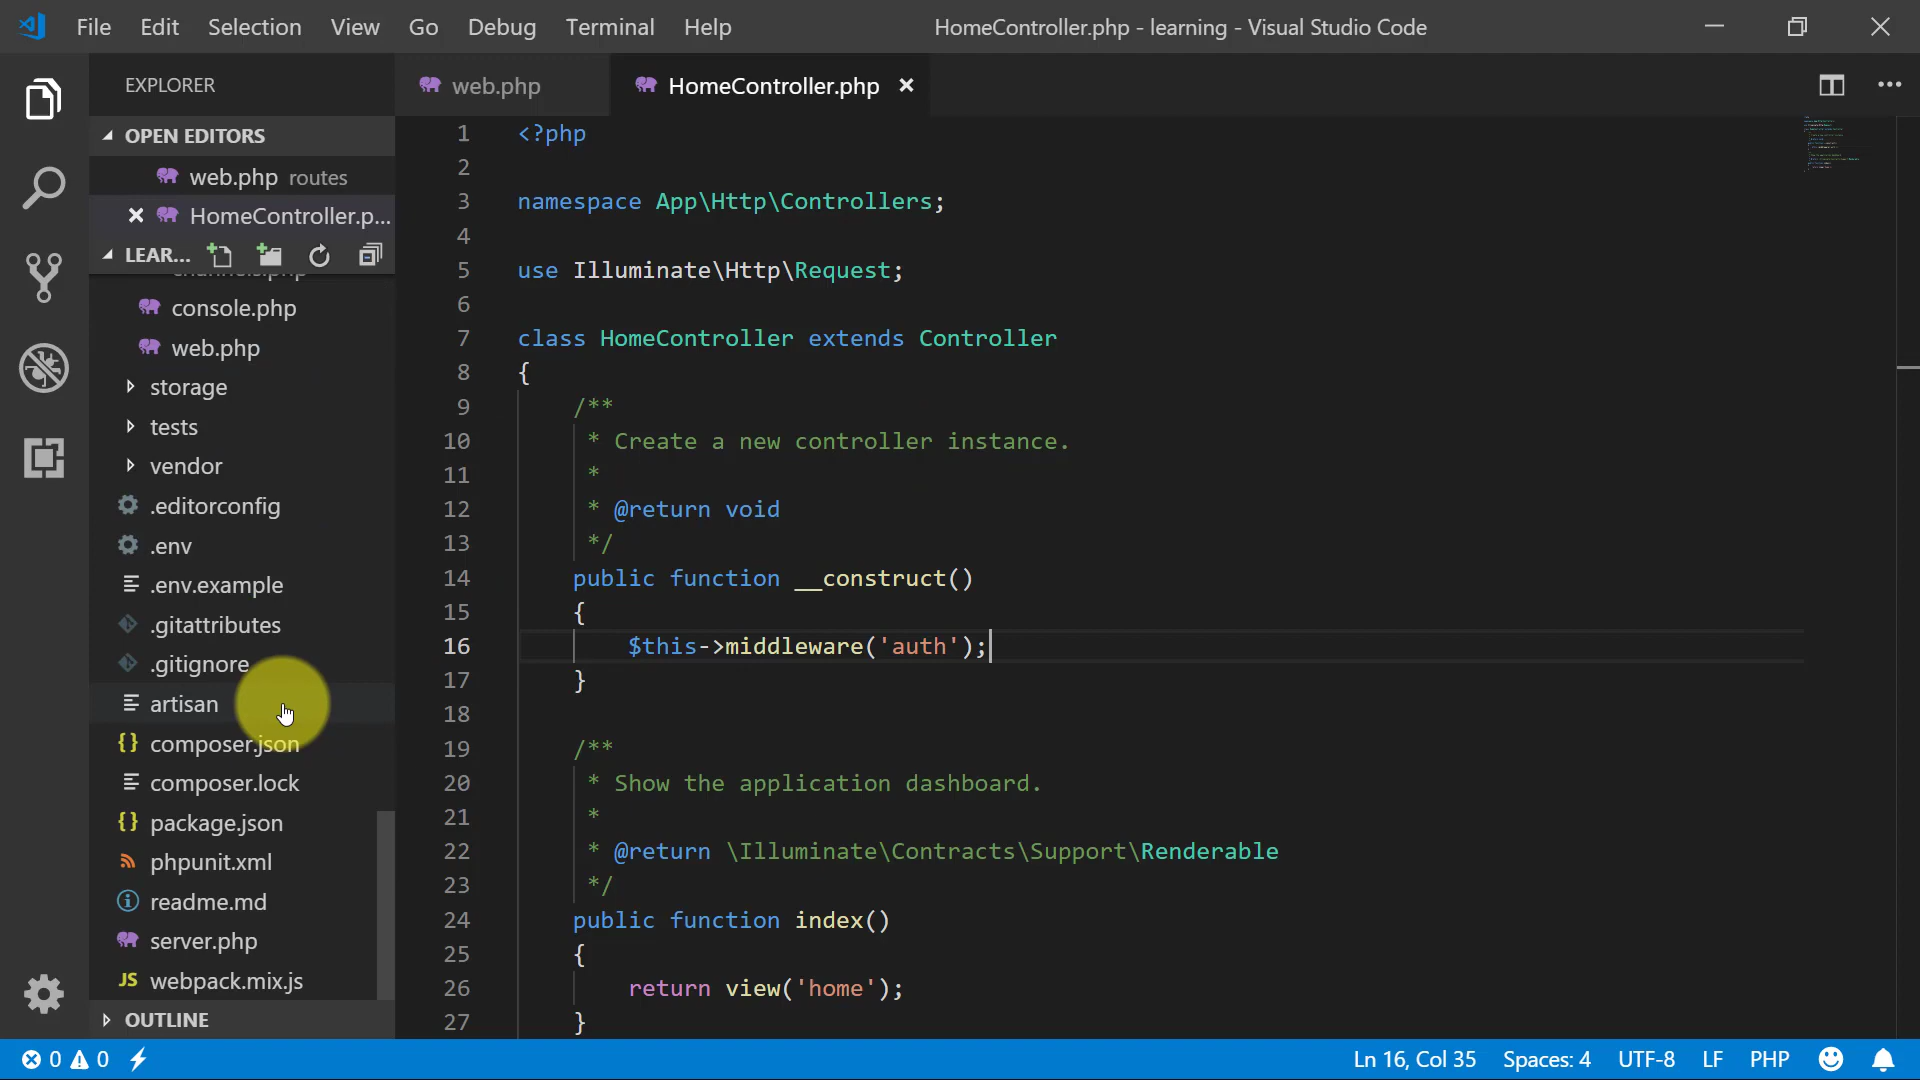 File Edit Selection View Go Debug Terminal Help
HomeController.php - learning - Visual Studio Code
EXPLORER
OPEN EDITORS
web.php routes
HomeController.p...
LEAR...
channels.php
console.php
web.php
storage
tests
vendor
.editorconfig
.env
.env.example
.gitattributes
.gitignore
artisan
composer.json
composer.lock
package.json
phpunit.xml
readme.md
server.php
JS webpack.mix.js
OUTLINE
web.php
HomeController.php
1 <?php
2
3 namespace App\Http\Controllers;
4
5 use Illuminate\Http\Request;
6
7 class HomeController extends Controller
8 {
9 /**
10 * Create a new controller instance.
11 *
12 * @return void
13 */
14 public function __construct()
15 {
16 $this->middleware('auth');
17 }
18
19 /**
20 * Show the application dashboard.
21 *
22 * @return \Illuminate\Contracts\Support\Renderable
23 */
24 public function index()
25 {
26 return view('home');
27 }
0 0
Ln 16, Col 35 Spaces: 4 UTF-8 LF PHP